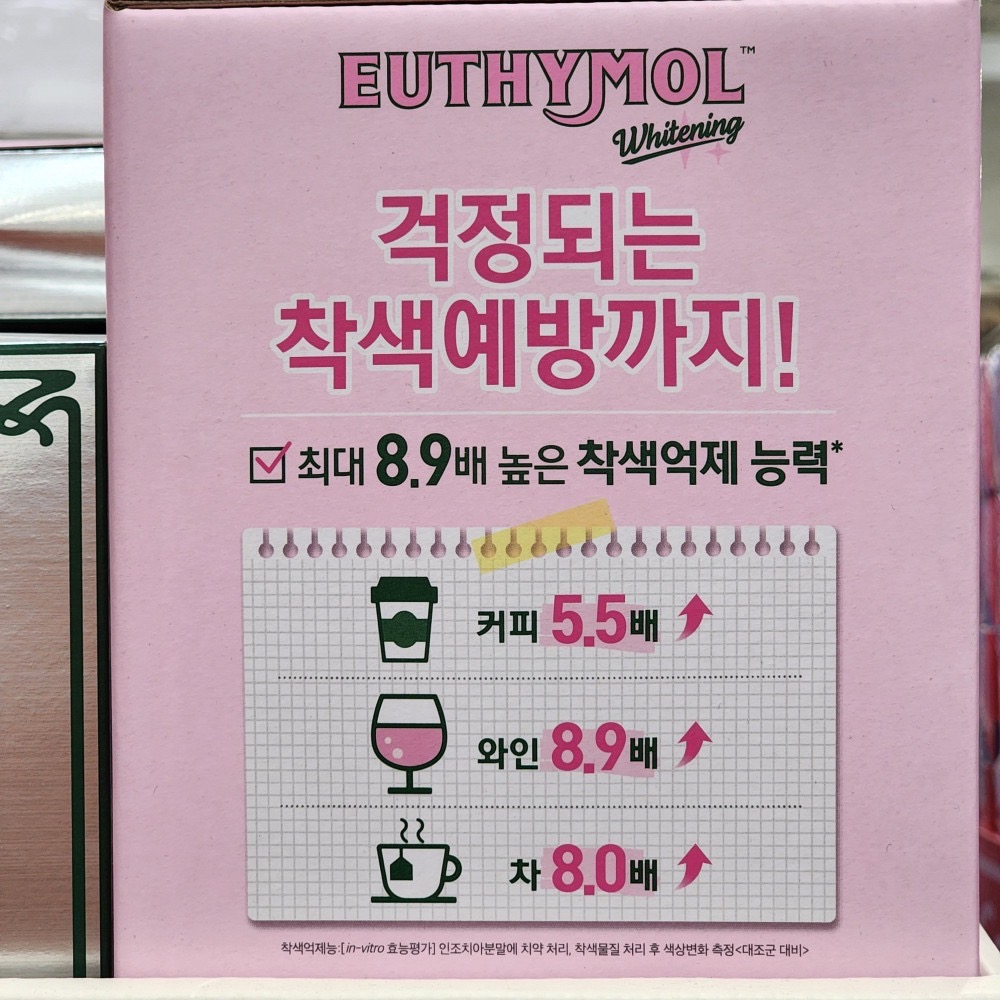 EUTHYMOL™
Whitening
걱정되는
착색예방까지!
최대 8.9배 높은 착색억제 능력*
커피 5.5배
와인 8.9배
차 8.0배
착색억제능:[in-vitro 효능평가] 인조치아분말에 치약 처리, 착색물질 처리 후 색상변화 측정<대조군 대비>